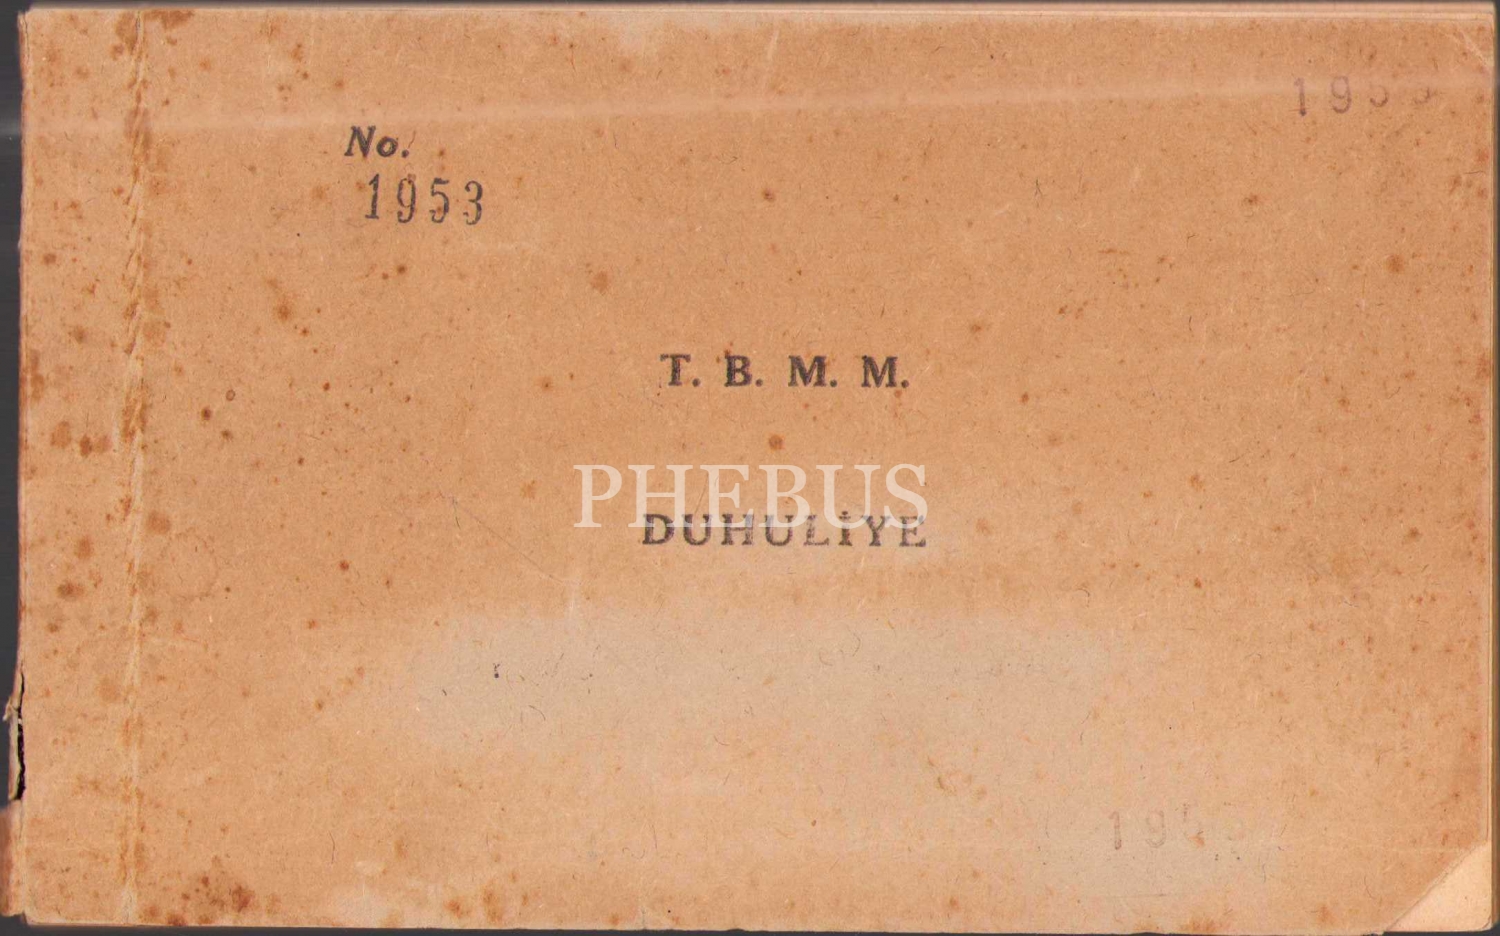 No.
1953
T. B. M. M.
PHEBUS
DUHULİYE